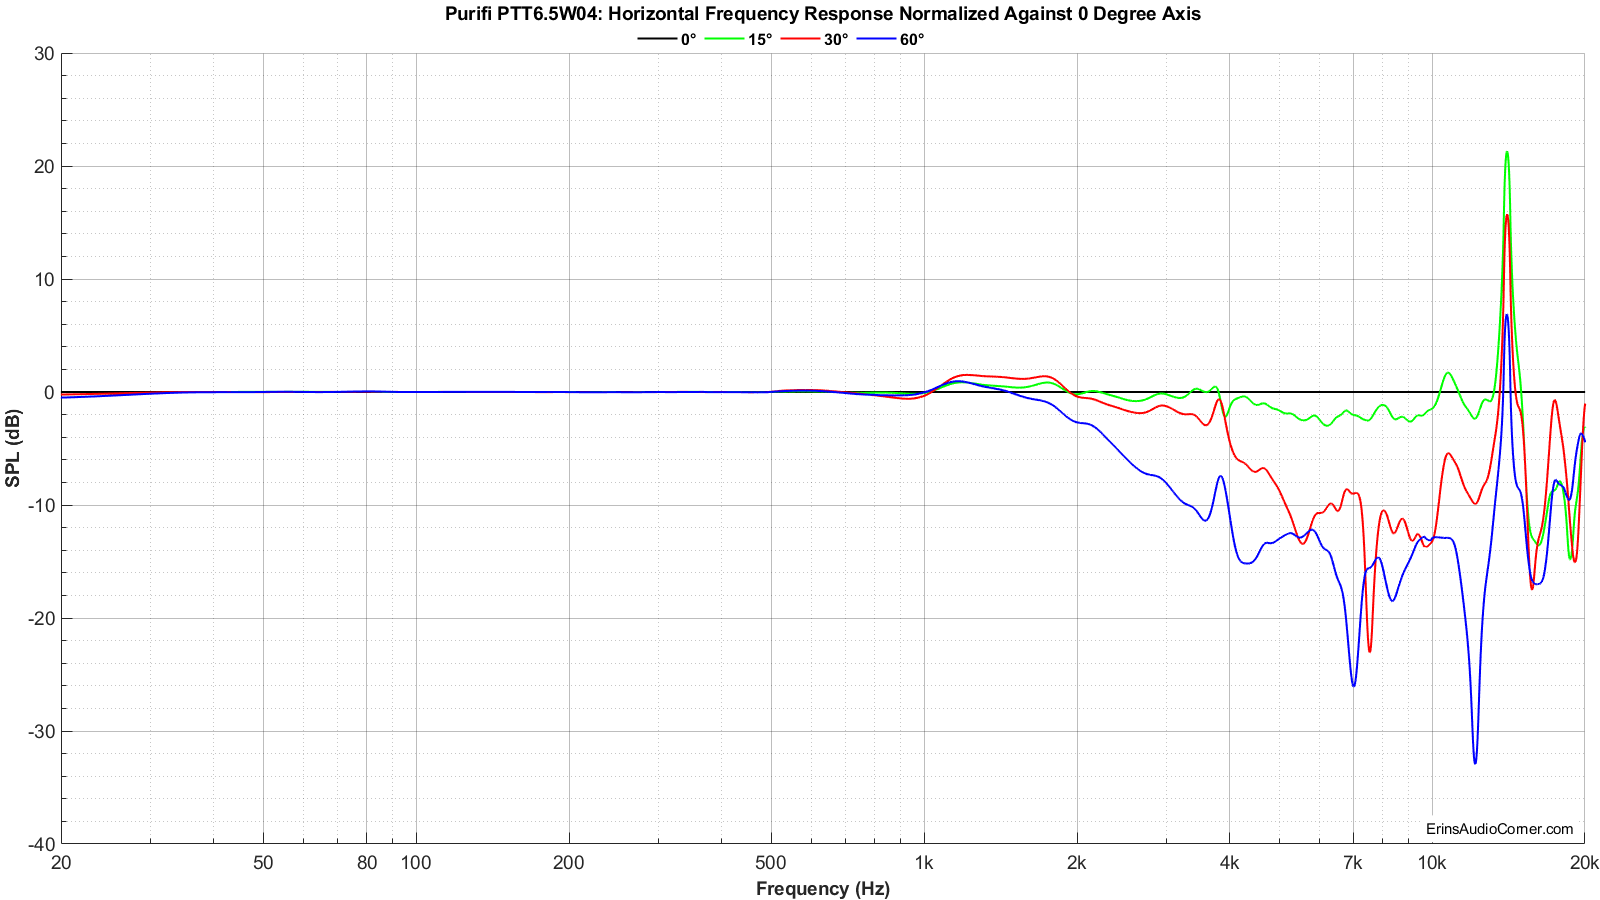 Purifi PTT6.5W04: Horizontal Frequency Response Normalized Against 0 Degree Axis
0° 15° 30° 60°
30
20
10
0
-10
-20
-30
-40
SPL (dB)
ErinsAudioCorner.com
20 50 80 100 200 500 1k 2k 4k 7k 10k 20k
Frequency (Hz)